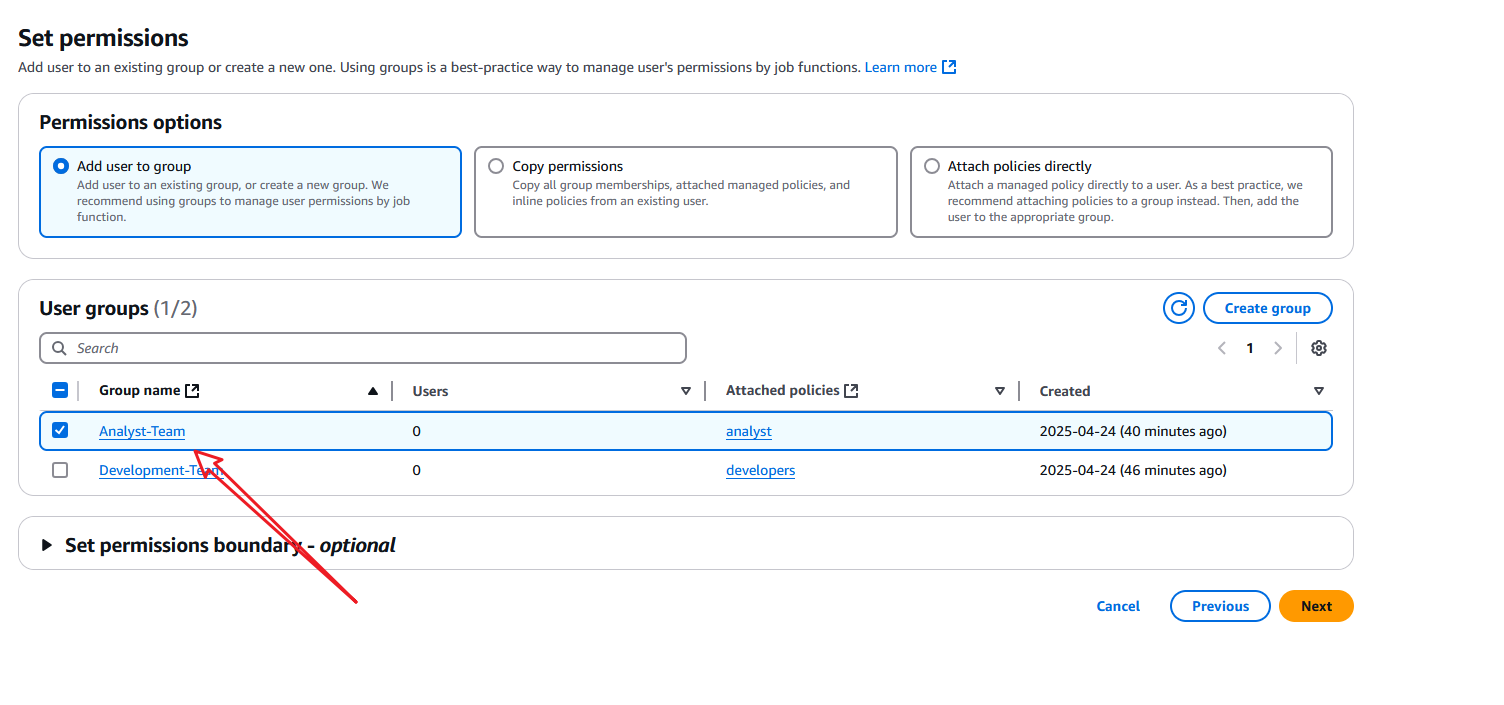 Set permissions
Add user to an existing group or create a new one. Using groups is a best-practice way to manage user's permissions by job functions. Learn more
Permissions options
Add user to group
Add user to an existing group, or create a new group. We
recommend using groups to manage user permissions by job
function.
Copy permissions
Copy all group memberships, attached managed policies, and
inline policies from an existing user.
Attach policies directly
Attach a managed policy directly to a user. As a best practice, we
recommend attaching policies to a group instead. Then, add the
user to the appropriate group.
User groups (1/2)
Create group
Search
1
Group name Users Attached policies Created
Analyst-Team 0 analyst 2025-04-24 (40 minutes ago)
Development-Team 0 developers 2025-04-24 (46 minutes ago)
Set permissions boundary - optional
Cancel Previous Next